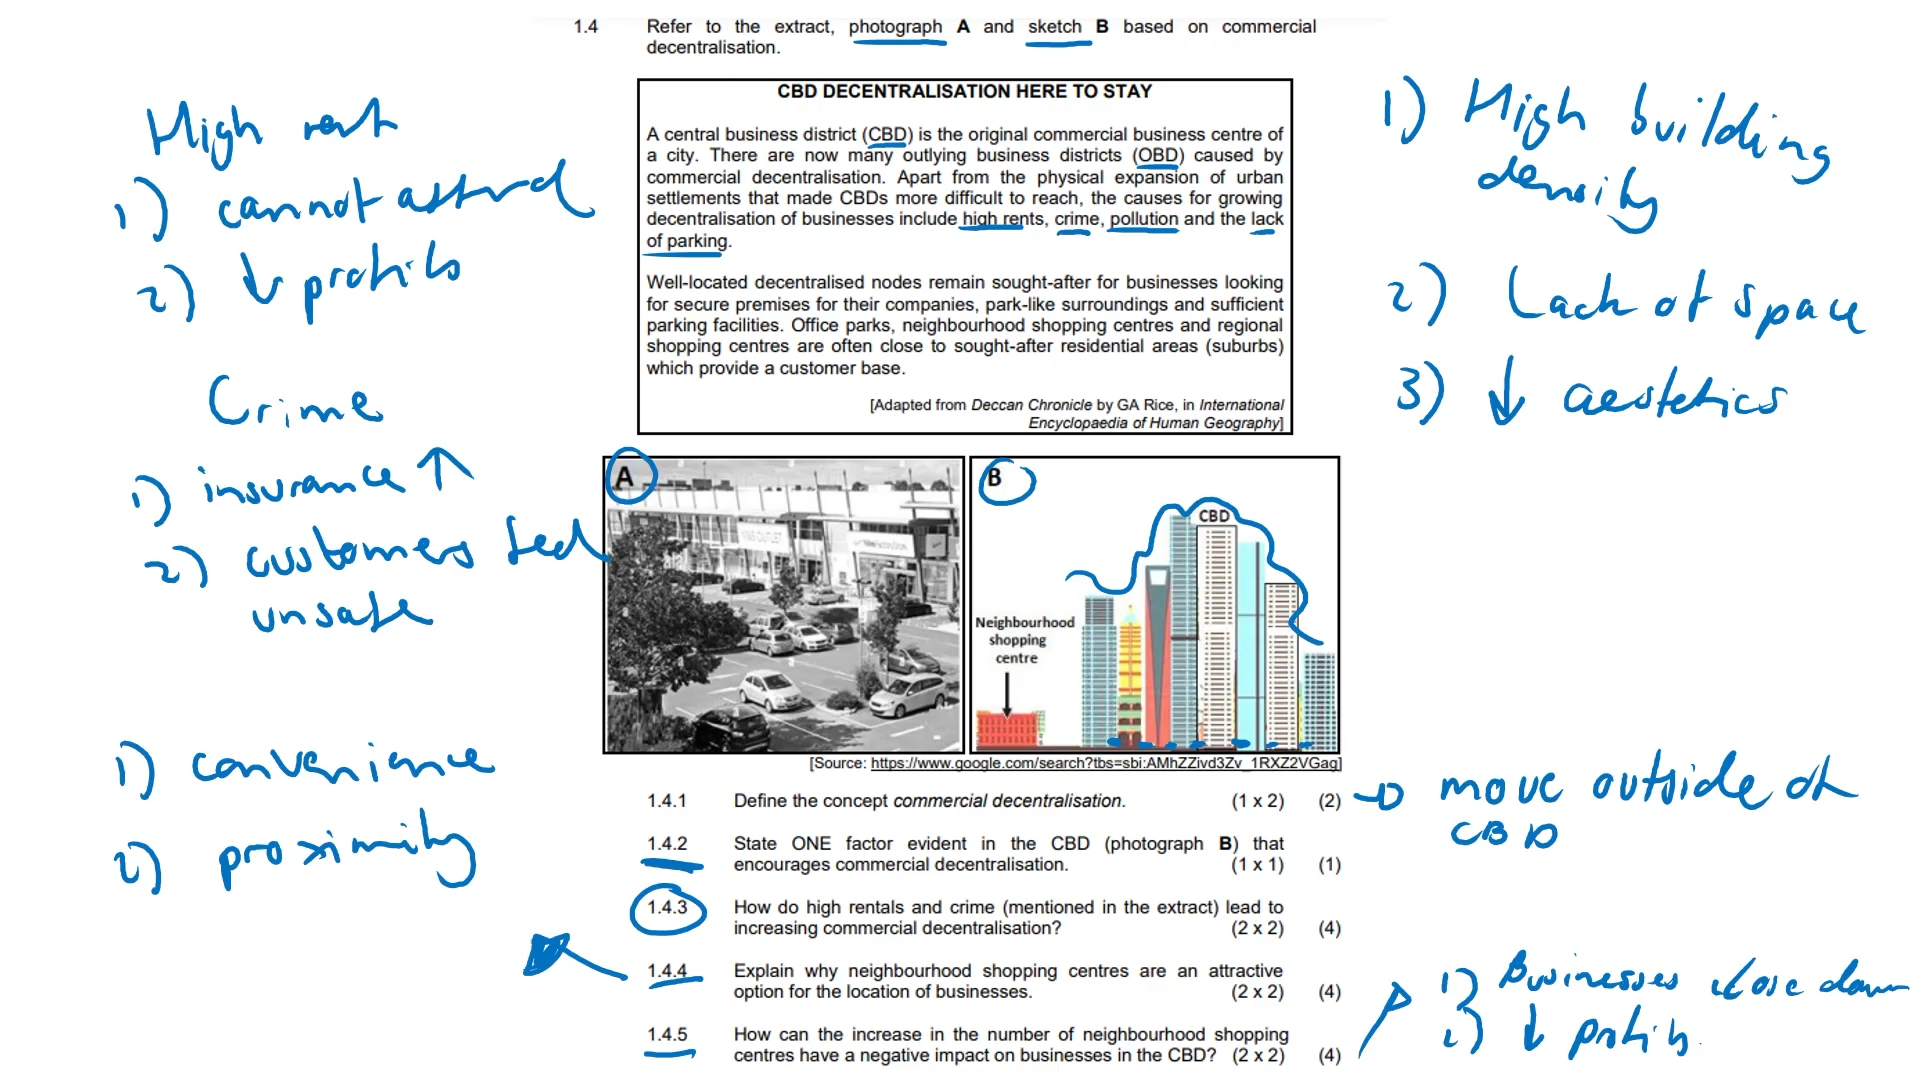 1.4 Refer to the extract, photograph A and sketch B based on commercial
decentralisation.
CBD DECENTRALISATION HERE TO STAY
A central business district (CBD) is the original commercial business centre of
a city. There are now many outlying business districts (OBD) caused by
commercial decentralisation. Apart from the physical expansion of urban
settlements that made CBDs more difficult to reach, the causes for growing
decentralisation of businesses include high rents, crime, pollution and the lack
of parking.
Well-located decentralised nodes remain sought-after for businesses looking
for secure premises for their companies, park-like surroundings and sufficient
parking facilities. Office parks, neighbourhood shopping centres and regional
shopping centres are often close to sought-after residential areas (suburbs)
which provide a customer base.
[Adapted from Deccan Chronicle by GA Rice, in International
Encyclopaedia of Human Geography]
High rent
1) cannot afford
2) ↓ profits
Crime
1) insurance ↑
2) customers feel
unsafe
1) convenience
2) proximity
1) High building
density
2) Lack of space
3) ↓ aestetics
A
B
CBD
Neighbourhood
shopping
centre
[Source: https://www.google.com/search?tbs=sbi:AMhZZivd3Zv_1RXZ2VGag]
1.4.1 Define the concept commercial decentralisation. (1 x 2) (2)
→ move outside of
CBD
1.4.2 State ONE factor evident in the CBD (photograph B) that
encourages commercial decentralisation. (1 x 1) (1)
1.4.3 How do high rentals and crime (mentioned in the extract) lead to
increasing commercial decentralisation? (2 x 2) (4)
1.4.4 Explain why neighbourhood shopping centres are an attractive
option for the location of businesses. (2 x 2) (4)
1.4.5 How can the increase in the number of neighbourhood shopping
centres have a negative impact on businesses in the CBD? (2 x 2) (4)
1) Businesses close down
2) ↓ profits.